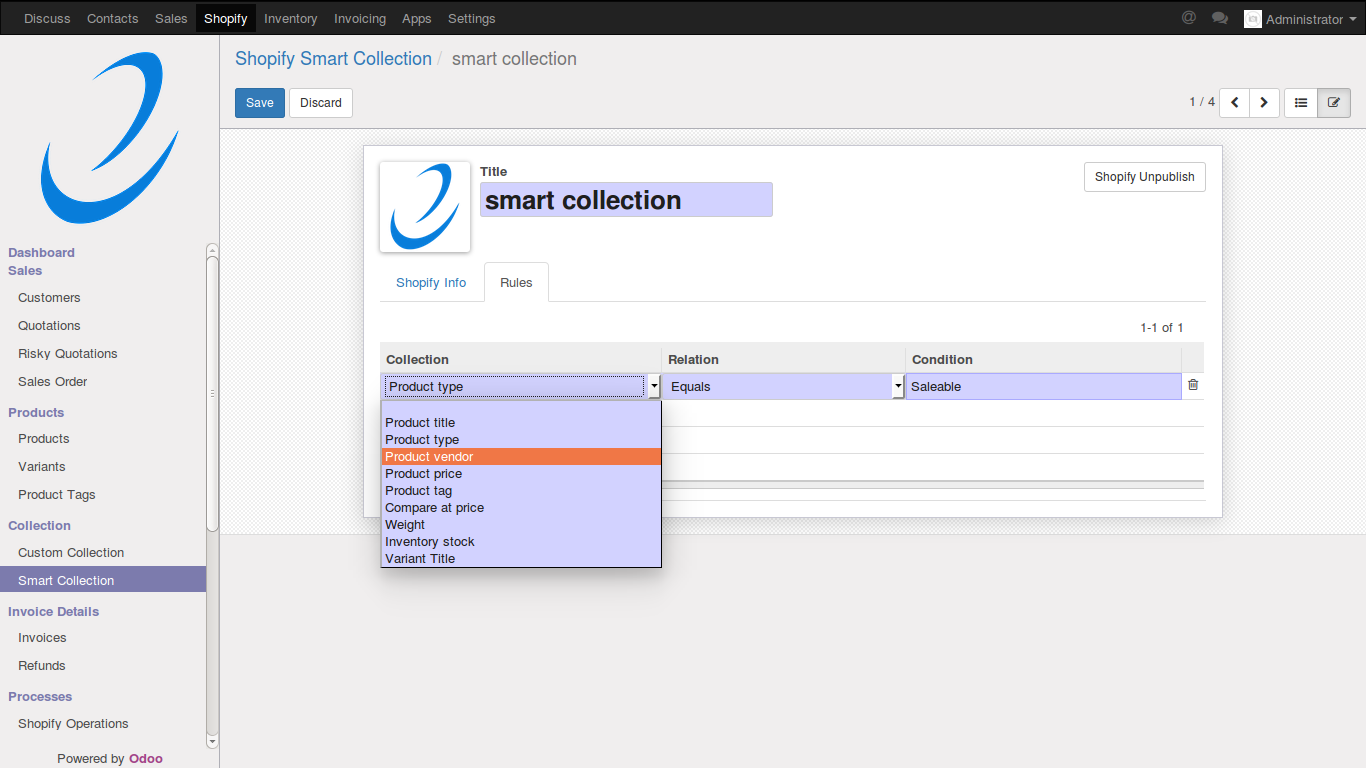 Discuss Contacts Sales Shopify Inventory Invoicing Apps Settings @ Administrator
Shopify Smart Collection / smart collection
Save Discard 1 / 4
Title
smart collection
Shopify Unpublish
Shopify Info Rules
1-1 of 1
Collection Relation Condition
Product type Equals Saleable
Product title
Product type
Product vendor
Product price
Product tag
Compare at price
Weight
Inventory stock
Variant Title
Dashboard
Sales
Customers
Quotations
Risky Quotations
Sales Order
Products
Products
Variants
Product Tags
Collection
Custom Collection
Smart Collection
Invoice Details
Invoices
Refunds
Processes
Shopify Operations
Powered by Odoo